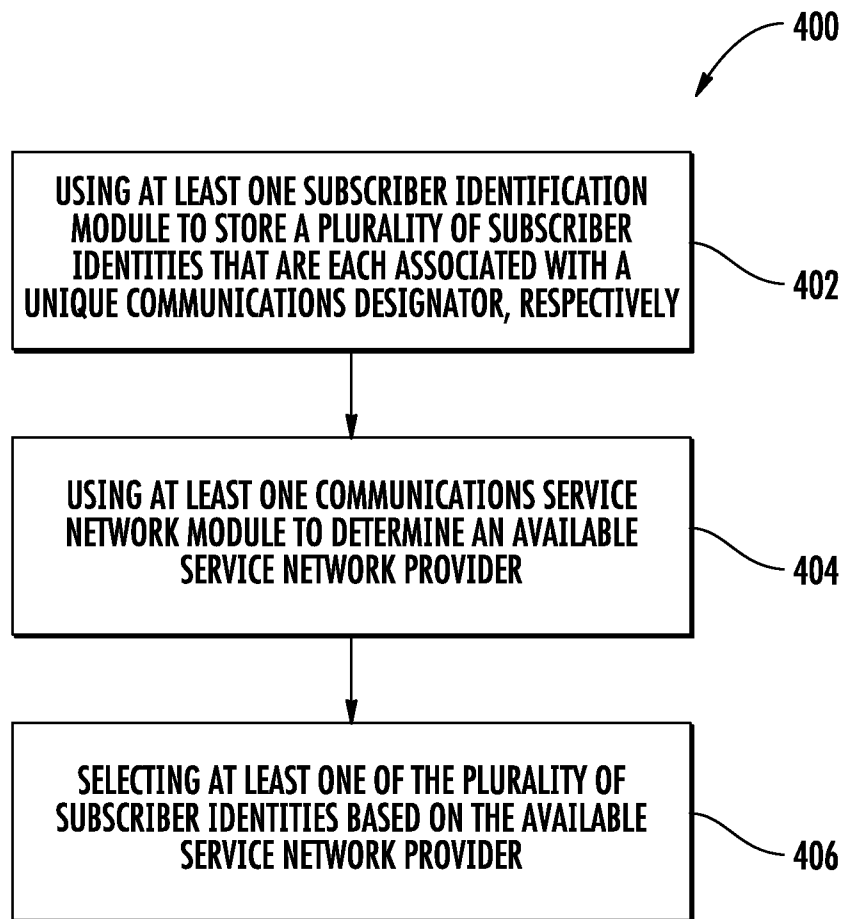 400
USING AT LEAST ONE SUBSCRIBER IDENTIFICATION
MODULE TO STORE A PLURALITY OF SUBSCRIBER
IDENTITIES THAT ARE EACH ASSOCIATED WITH A
UNIQUE COMMUNICATIONS DESIGNATOR, RESPECTIVELY
402
USING AT LEAST ONE COMMUNICATIONS SERVICE
NETWORK MODULE TO DETERMINE AN AVAILABLE
SERVICE NETWORK PROVIDER
404
SELECTING AT LEAST ONE OF THE PLURALITY OF
SUBSCRIBER IDENTITIES BASED ON THE AVAILABLE
SERVICE NETWORK PROVIDER
406